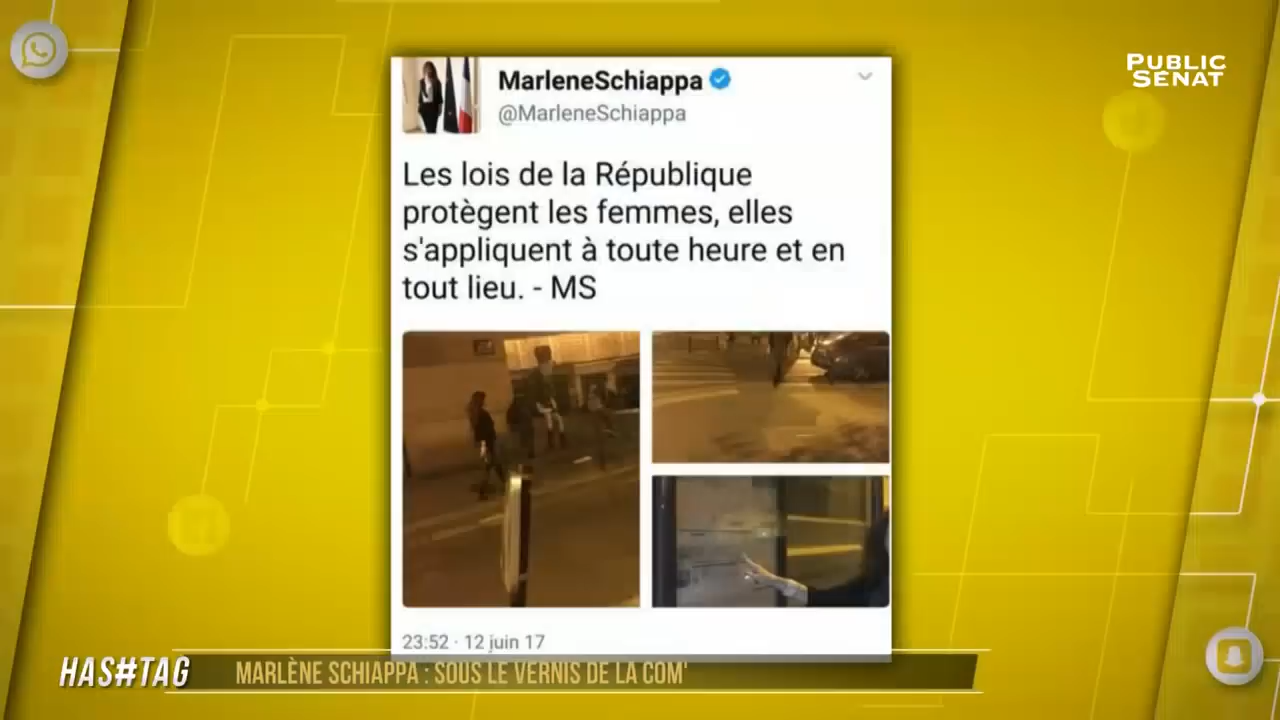 PUBLIC
SÉNAT
MarleneSchiappa
@MarleneSchiappa
Les lois de la République
protègent les femmes, elles
s'appliquent à toute heure et en
tout lieu. - MS
23:52 · 12 juin 17
HAS#TAG
MARLÈNE SCHIAPPA : SOUS LE VERNIS DE LA COM'